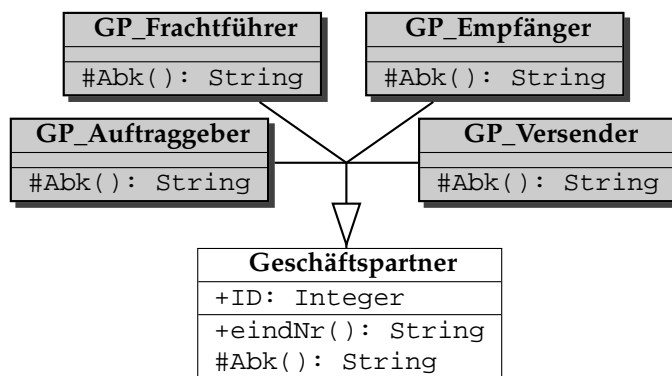 GP_Frachtführer
#Abk(): String
GP_Empfänger
#Abk(): String
GP_Auftraggeber
#Abk(): String
GP_Versender
#Abk(): String
Geschäftspartner
+ID: Integer
+eindNr(): String
#Abk(): String